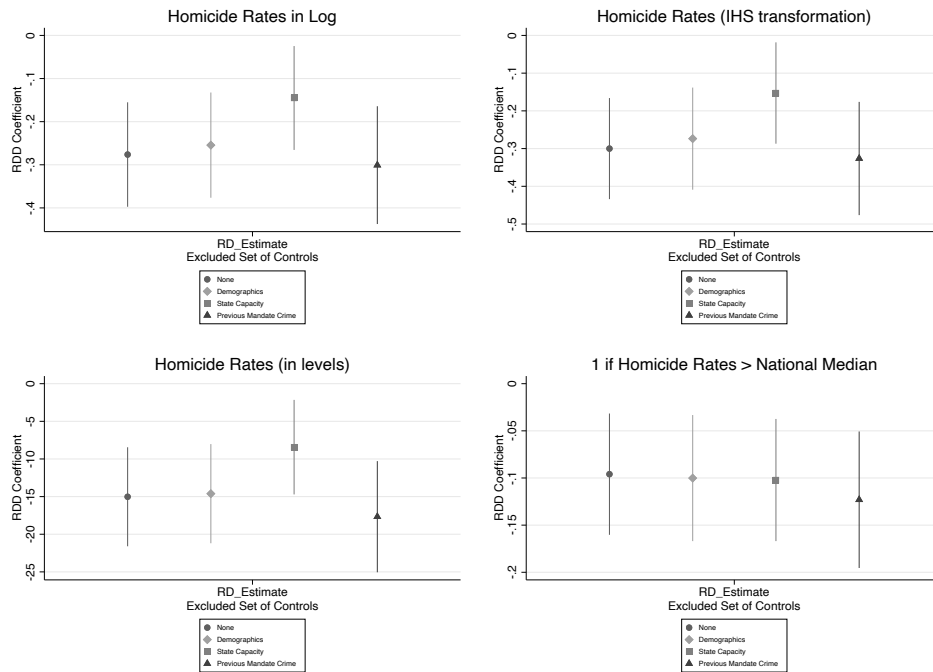 Homicide Rates in Log
RDD Coefficient
0
-.1
-.2
-.3
-.4
RD_Estimate
Excluded Set of Controls
None
Demographics
State Capacity
Previous Mandate Crime
Homicide Rates (IHS transformation)
RDD Coefficient
0
-.1
-.2
-.3
-.4
-.5
RD_Estimate
Excluded Set of Controls
None
Demographics
State Capacity
Previous Mandate Crime
Homicide Rates (in levels)
RDD Coefficient
0
-5
-10
-15
-20
-25
RD_Estimate
Excluded Set of Controls
None
Demographics
State Capacity
Previous Mandate Crime
1 if Homicide Rates > National Median
RDD Coefficient
0
-.05
-.1
-.15
-.2
RD_Estimate
Excluded Set of Controls
None
Demographics
State Capacity
Previous Mandate Crime